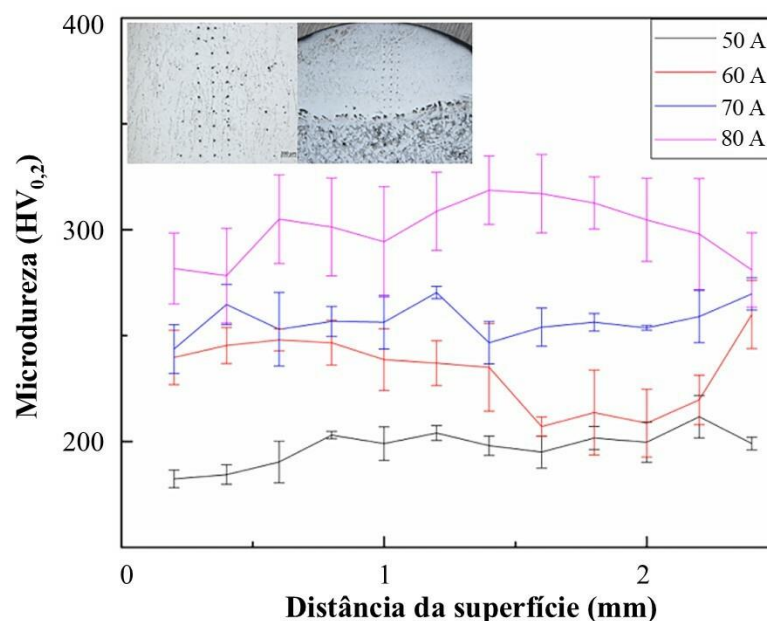 400
300
200
Microdureza (HV0,2)
50 A
60 A
70 A
80 A
0
1
2
Distância da superfície (mm)